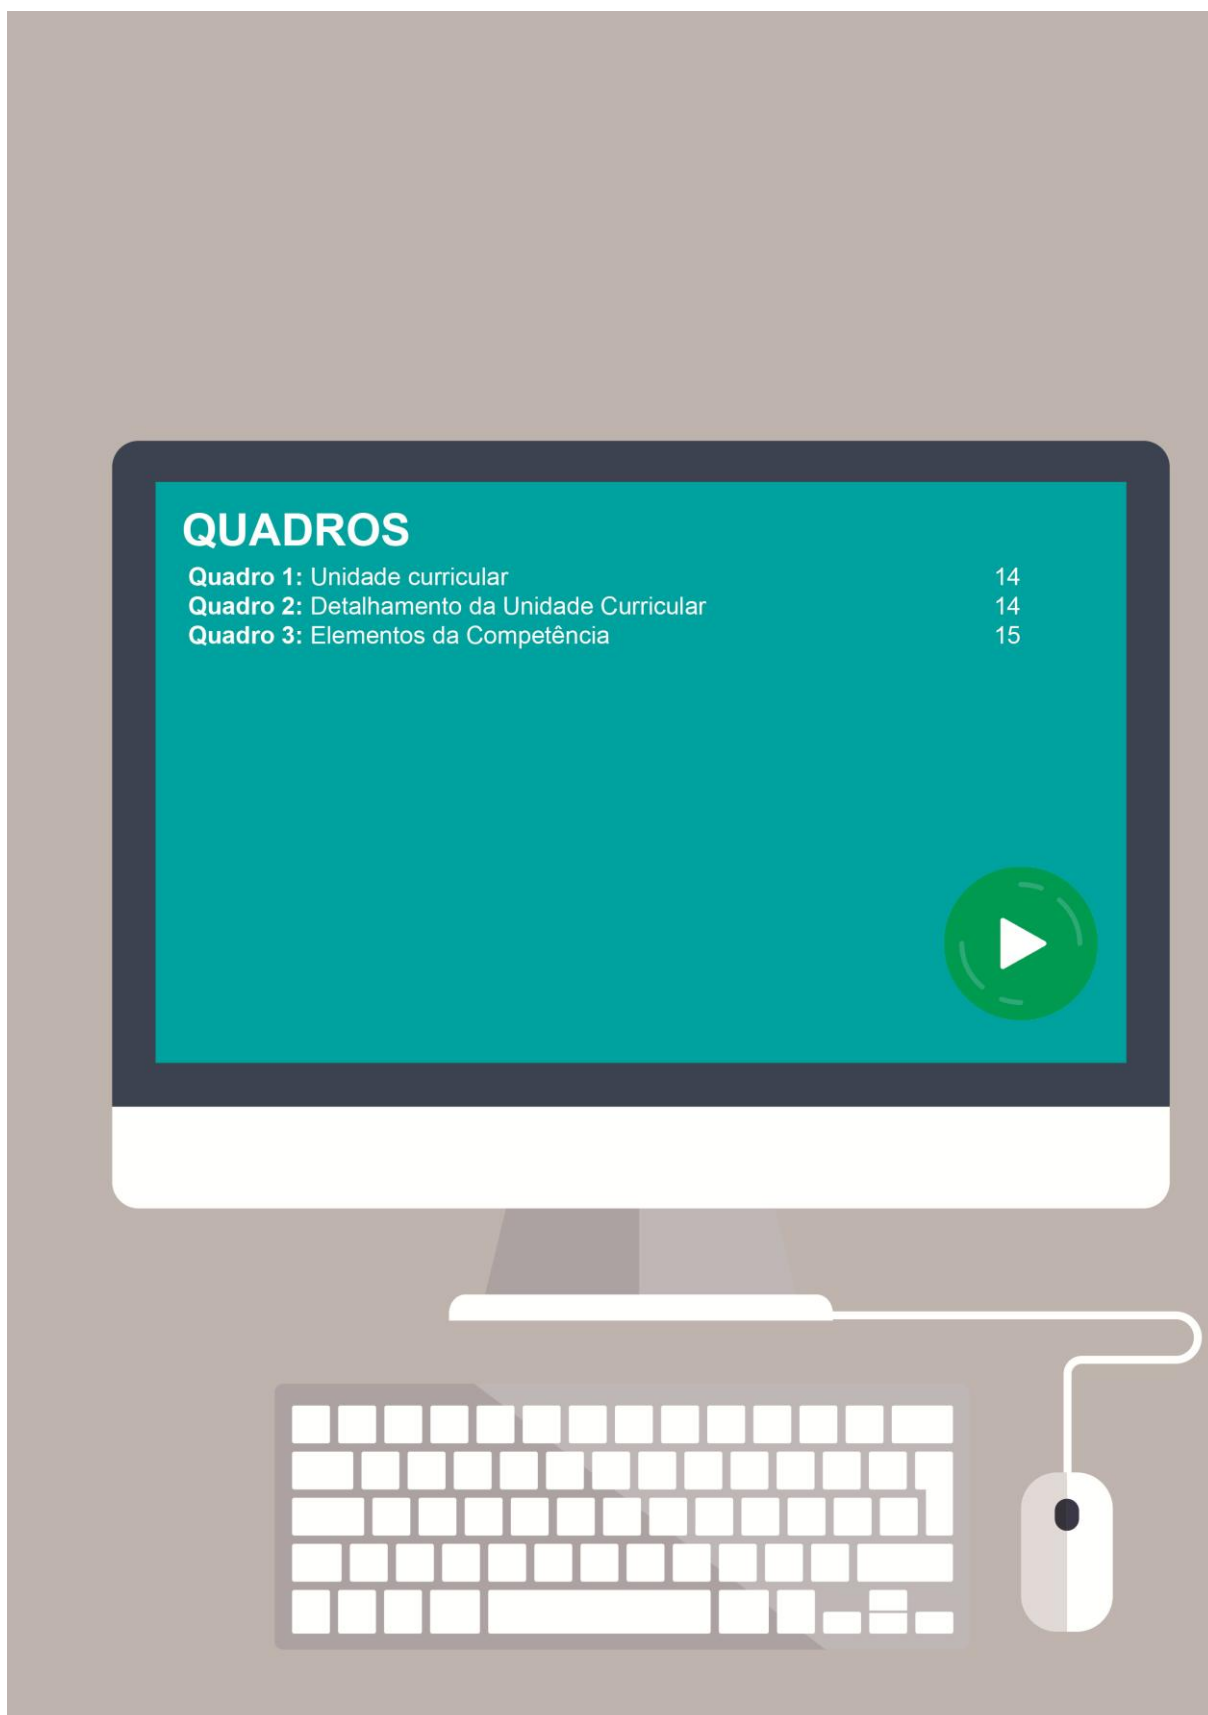 QUADROS
Quadro 1: Unidade curricular 14
Quadro 2: Detalhamento da Unidade Curricular 14
Quadro 3: Elementos da Competência 15